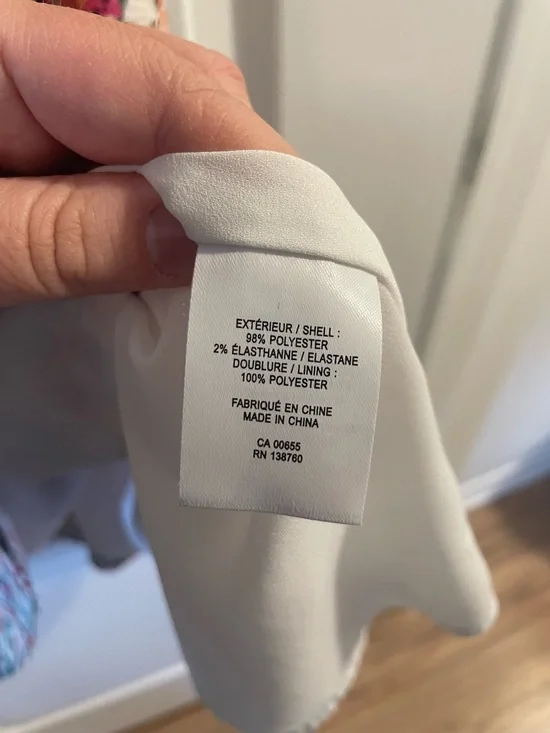 EXTÉRIEUR / SHELL :
98% POLYESTER
2% ÉLASTHANNE / ELASTANE
DOUBLURE / LINING :
100% POLYESTER
FABRIQUÉ EN CHINE
MADE IN CHINA
CA 00655
RN 138760